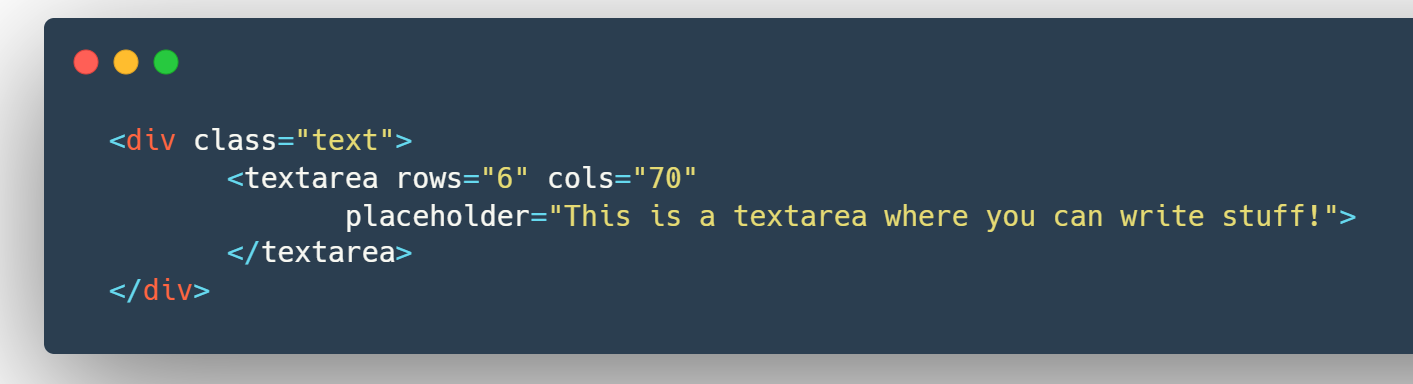 <div class="text">
<textarea rows="6" cols="70"
placeholder="This is a textarea where you can write stuff!">
</textarea>
</div>